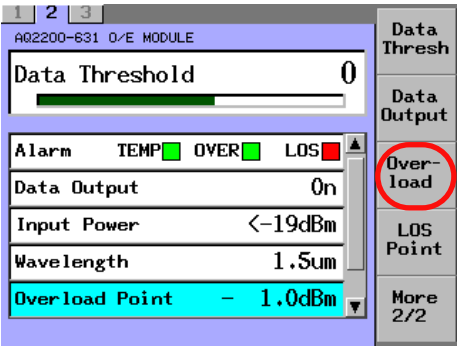 1 2 3
AQ2200-631 O/E MODULE
Data Threshold 0
Alarm TEMP OVER LOS
Data Output On
Input Power <-19dBm
Wavelength 1.5um
Overload Point - 1.0dBm
Data
Thresh
Data
Output
Over-
load
LOS
Point
More
2/2